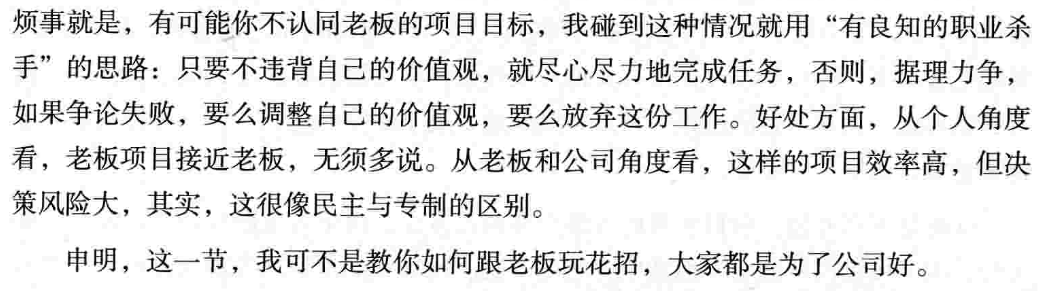 烦事就是，有可能你不认同老板的项目目标，我碰到这种情况就用“有良知的职业杀
手”的思路：只要不违背自己的价值观，就尽心尽力地完成任务，否则，据理力争，
如果争论失败，要么调整自己的价值观，要么放弃这份工作。好处方面，从个人角度
看，老板项目接近老板，无须多说。从老板和公司角度看，这样的项目效率高，但决
策风险大，其实，这很像民主与专制的区别。
申明，这一节，我可不是教你如何跟老板玩花招，大家都是为了公司好。